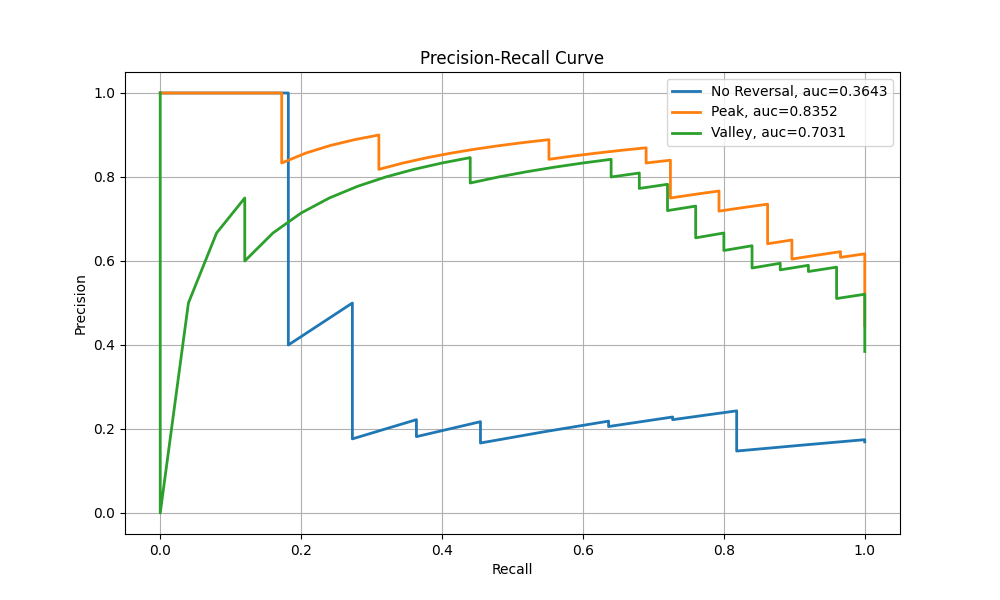 Precision-Recall Curve
No Reversal, auc=0.3643
Peak, auc=0.8352
Valley, auc=0.7031
Precision
1.0
0.8
0.6
0.4
0.2
0.0
0.0 0.2 0.4 0.6 0.8 1.0
Recall